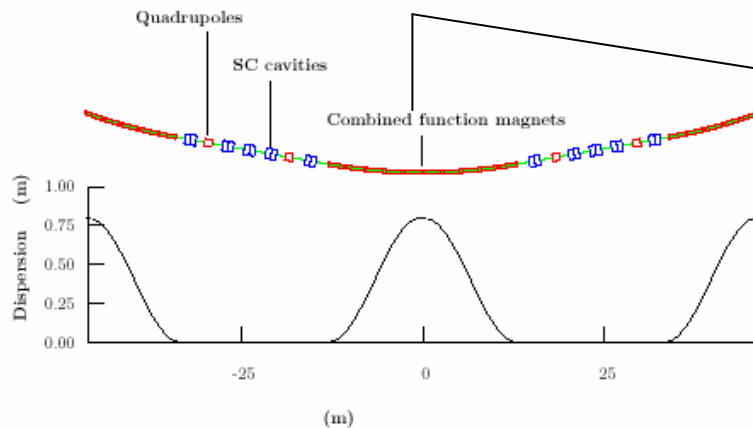 Quadrupoles
SC cavities
Combined function magnets
Dispersion (m)
1.00
0.75
0.50
0.25
0.00
-25
0
25
(m)